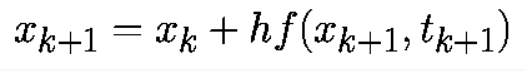 x_{k+1} = x_k + hf(x_{k+1}, t_{k+1})